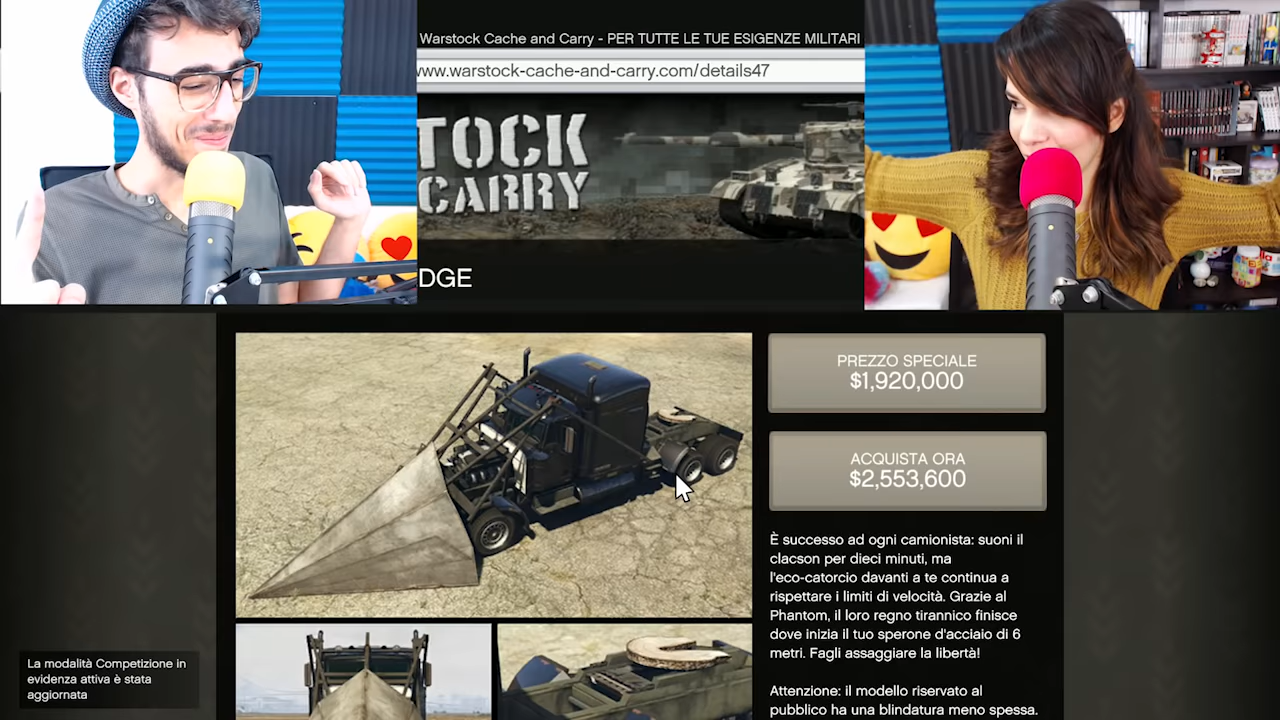 Warstock Cache and Carry - PER TUTTE LE TUE ESIGENZE MILITARI
www.warstock-cache-and-carry.com/details47
TOCK
CARRY
DGE
PREZZO SPECIALE
$1,920,000
ACQUISTA ORA
$2,553,600
È successo ad ogni camionista: suoni il
clacson per dieci minuti, ma
l'eco-catorcio davanti a te continua a
rispettare i limiti di velocità. Grazie al
Phantom, il loro regno tirannico finisce
dove inizia il tuo sperone d'acciaio di 6
metri. Fagli assaggiare la libertà!
Attenzione: il modello riservato al
pubblico ha una blindatura meno spessa.
La modalità Competizione in
evidenza attiva è stata
aggiornata